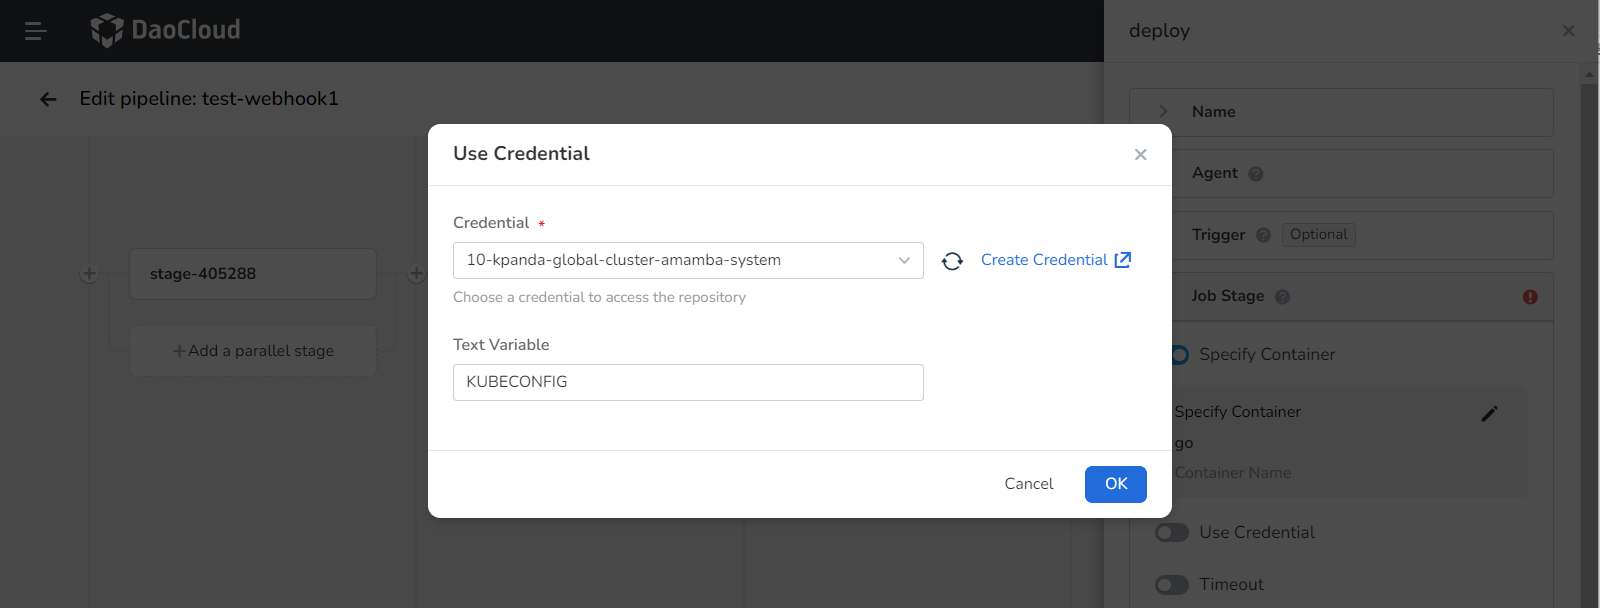 DaoCloud
deploy
Edit pipeline: test-webhook1
Name
Use Credential
Agent
Credential *
Trigger Optional
10-kpanda-global-cluster-amamba-system
Create Credential
stage-405288
Choose a credential to access the repository
Job Stage
Text Variable
Add a parallel stage
Specify Container
KUBECONFIG
Specify Container
go
Container Name
Cancel
OK
Use Credential
Timeout